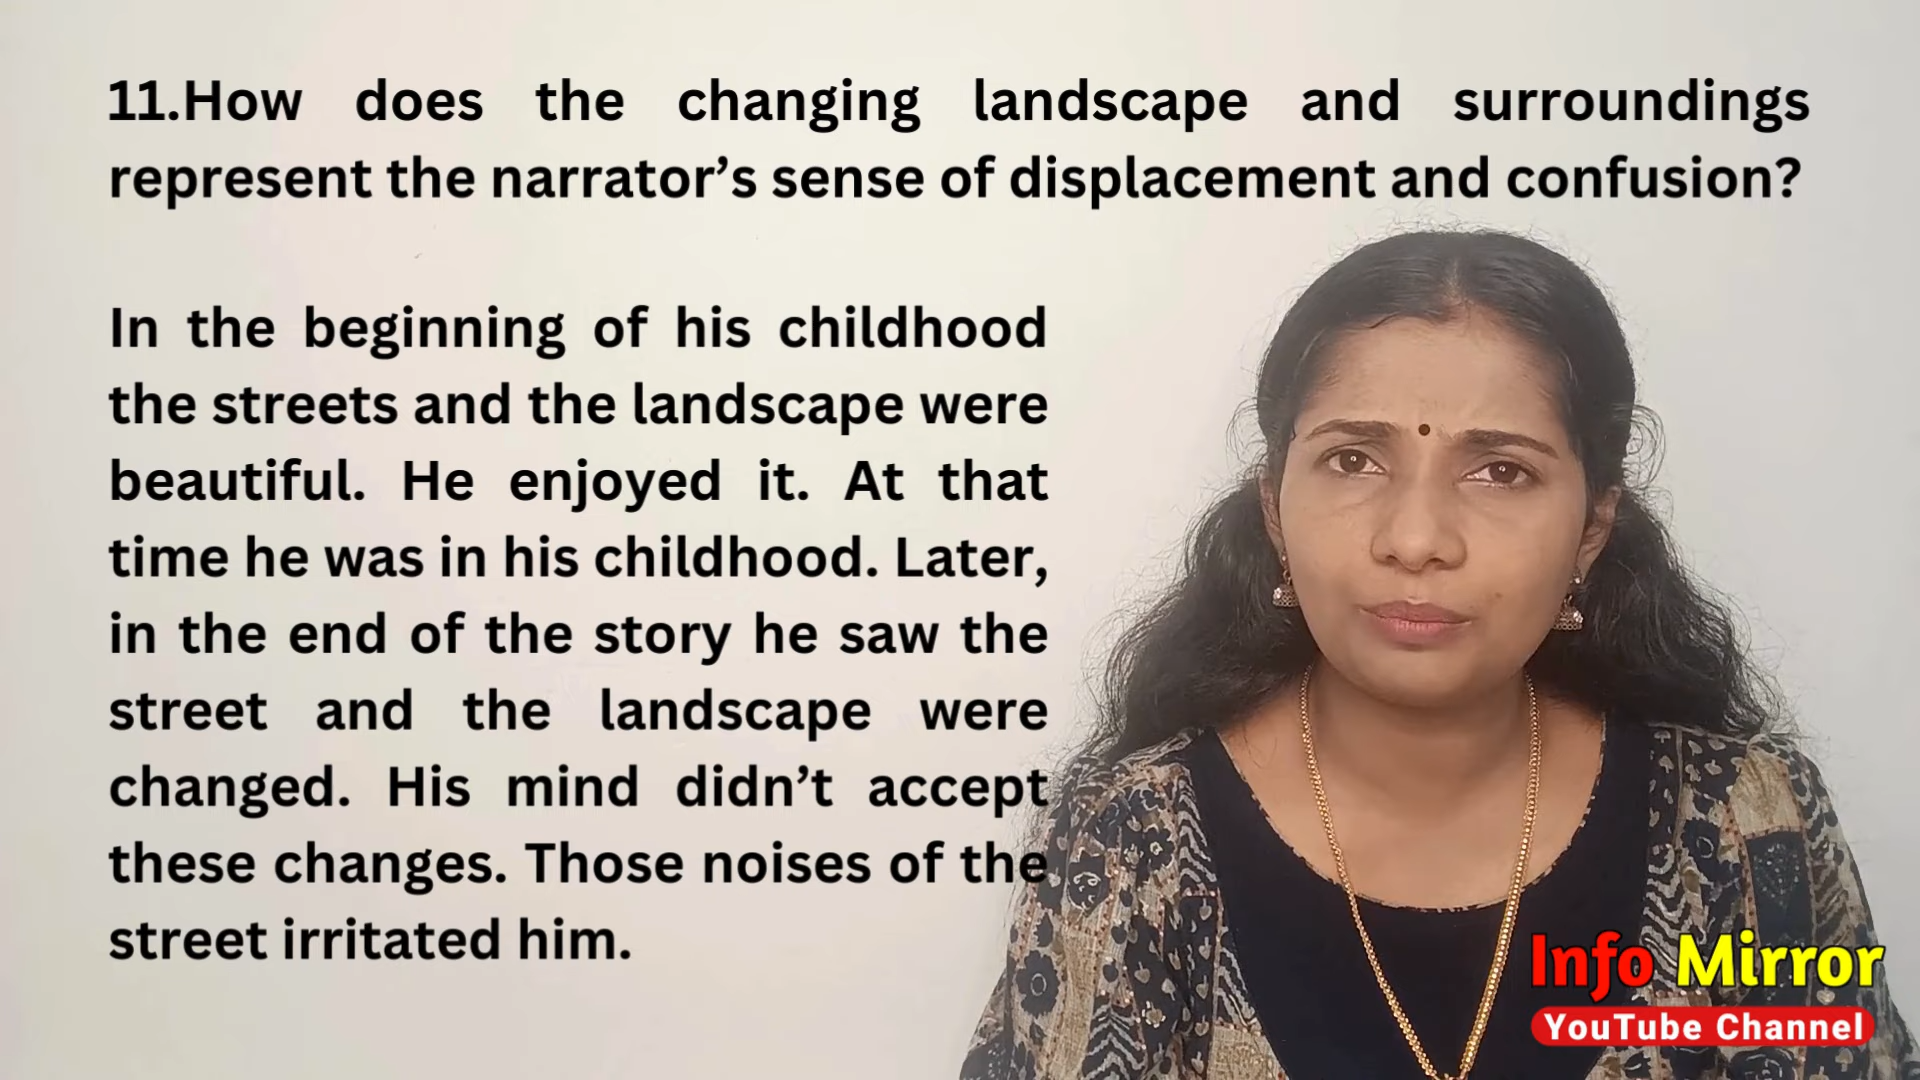 11.How does the changing landscape and surroundings
represent the narrator’s sense of displacement and confusion?
In the beginning of his childhood
the streets and the landscape were
beautiful. He enjoyed it. At that
time he was in his childhood. Later,
in the end of the story he saw the
street and the landscape were
changed. His mind didn’t accept
these changes. Those noises of the
street irritated him.
Info Mirror
YouTube Channel